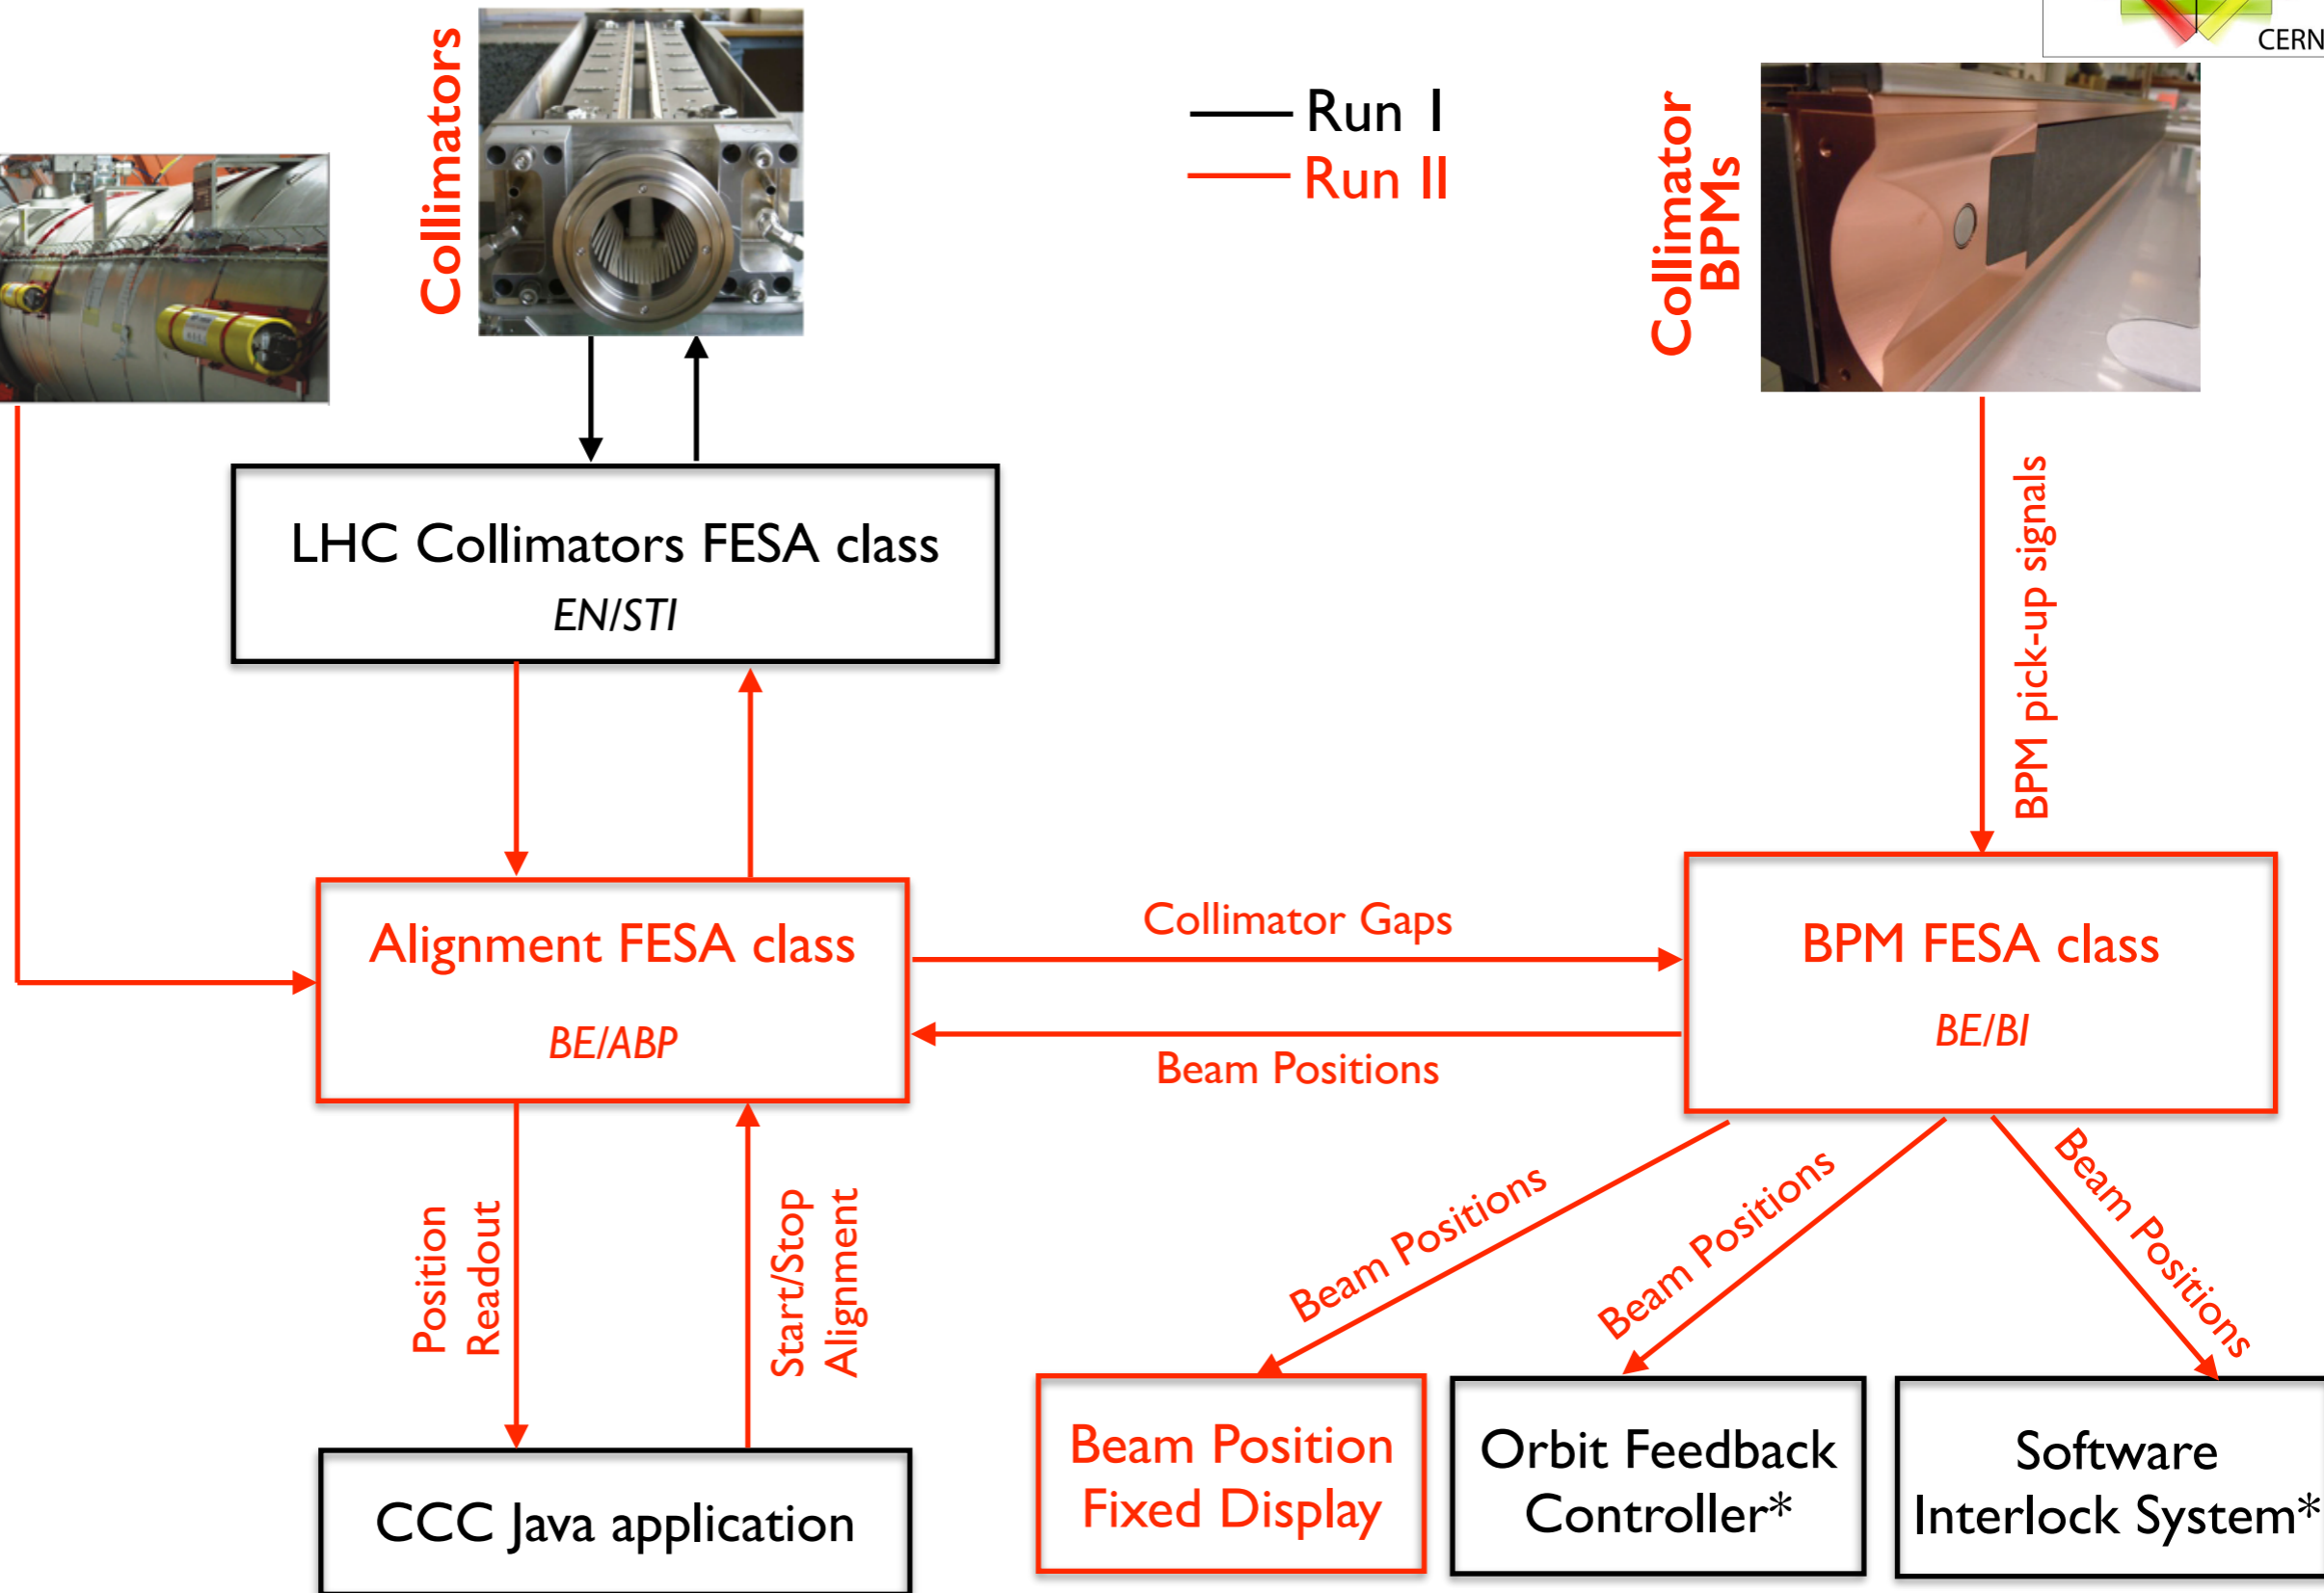 CERN
Collimators
Run I
Run II
Collimator
BPMs
LHC Collimators FESA class
EN/STI
BPM pick-up signals
Alignment FESA class
BE/ABP
Collimator Gaps
Beam Positions
BPM FESA class
BE/BI
Position
Readout
Start/Stop
Alignment
Beam Positions
Beam Positions
Beam Positions
CCC Java application
Beam Position
Fixed Display
Orbit Feedback
Controller*
Software
Interlock System*